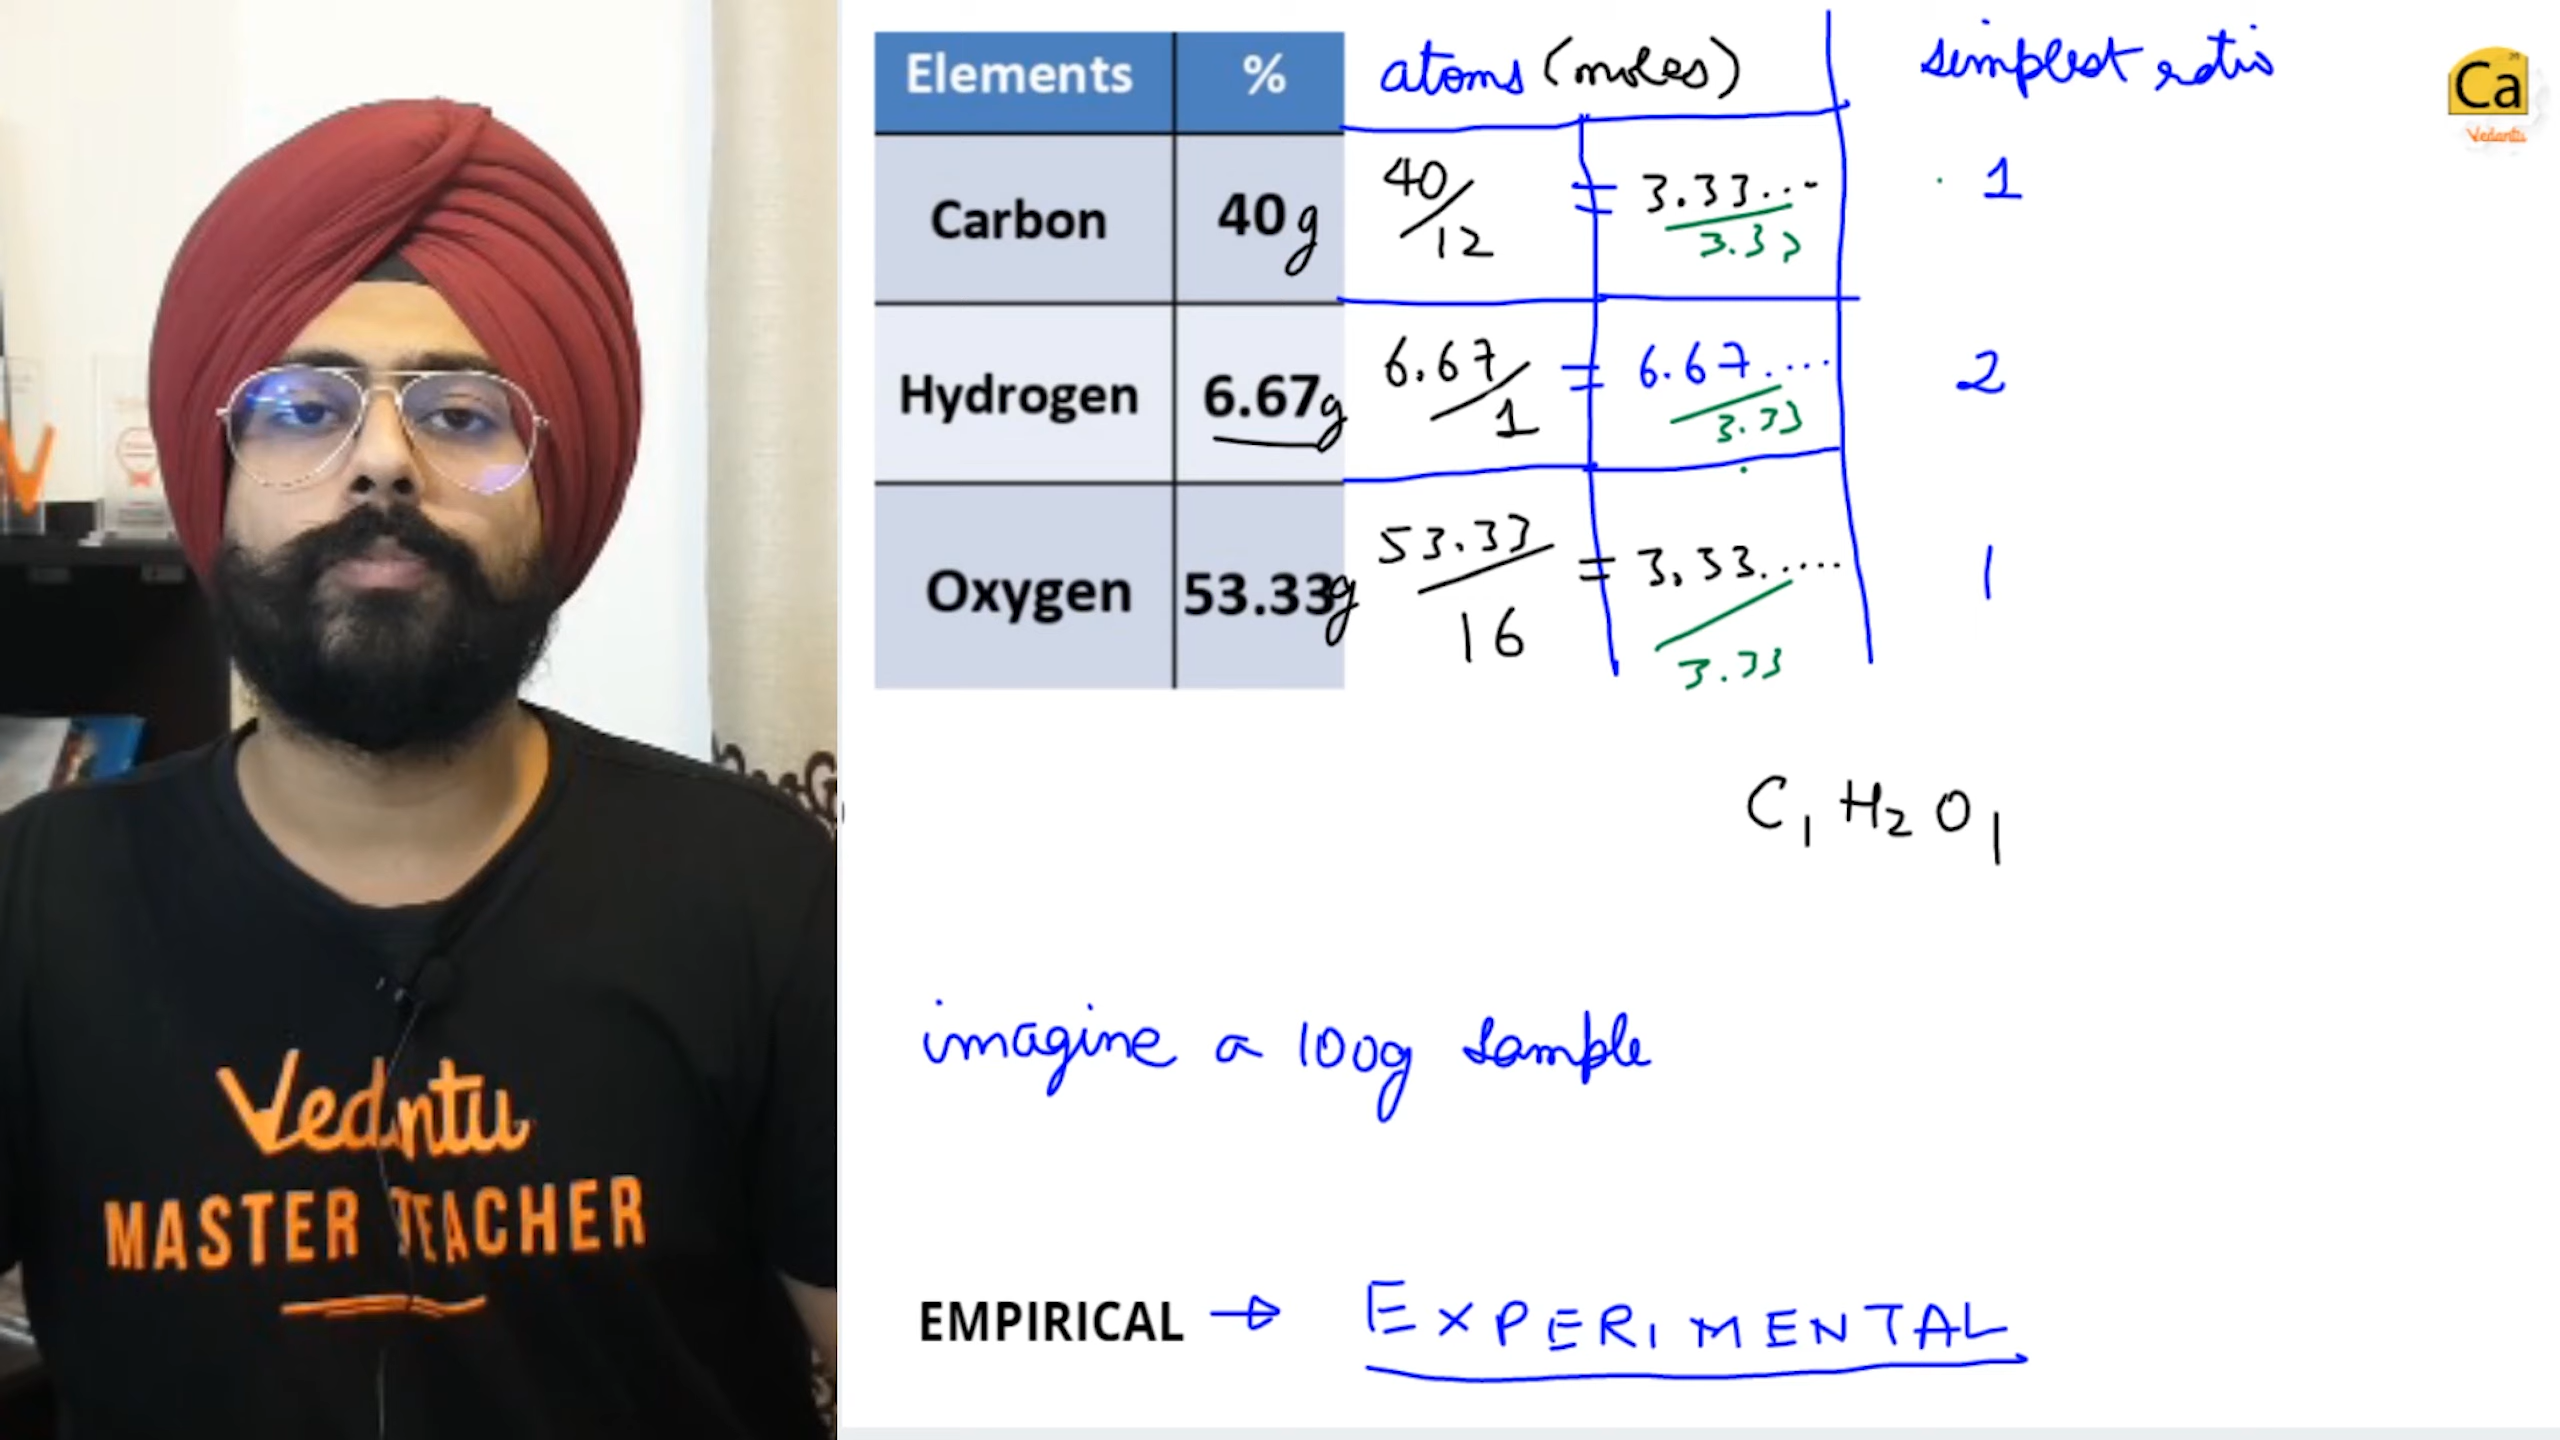 Elements % atoms (moles) simplest ratio
Carbon 40 g 40/12 = 3.33... / 3.33 1
Hydrogen 6.67g 6.67/1 = 6.67.... / 3.33 2
Oxygen 53.33g 53.33/16 = 3.33..... / 3.33 1
C1 H2 O1
imagine a 100g sample
EMPIRICAL → EXPERIMENTAL
Ca
Vedantu
Vedantu
MASTER TEACHER